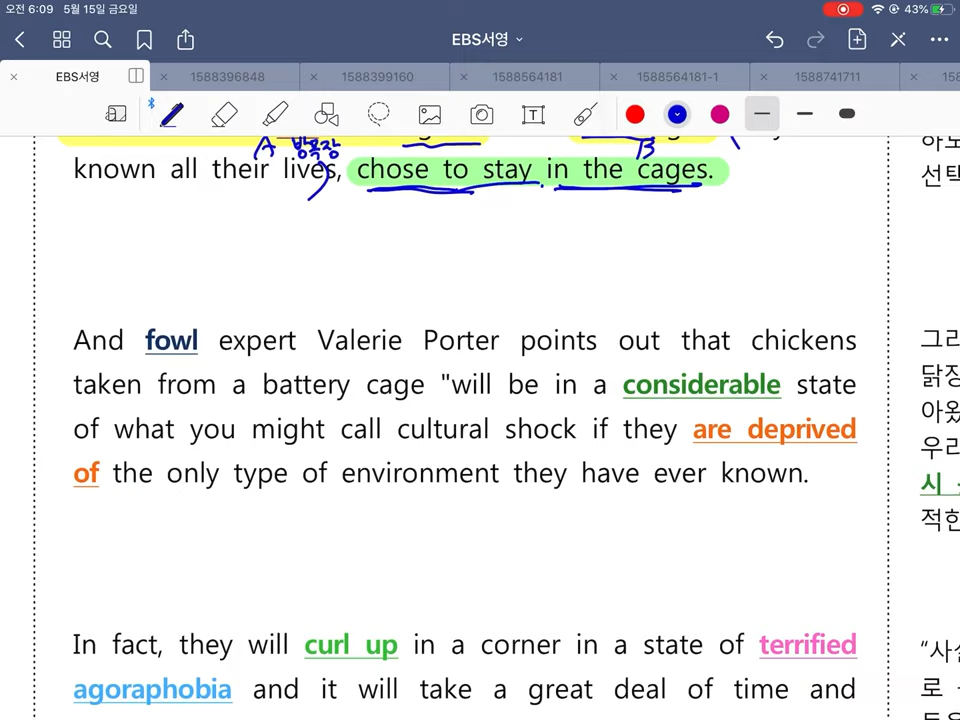 오전 6:09 5월 15일 금요일
43%
EBS서영
EBS서영
1588396848
1588399160
1588564181
1588564181-1
1588741711
T
A 방목장
B
known all their lives, chose to stay in the cages.
선택
And fowl expert Valerie Porter points out that chickens
taken from a battery cage "will be in a considerable state
of what you might call cultural shock if they are deprived
of the only type of environment they have ever known.
그리
닭장
아왔
우리
시
적한
In fact, they will curl up in a corner in a state of terrified
agoraphobia and it will take a great deal of time and
“사실
로